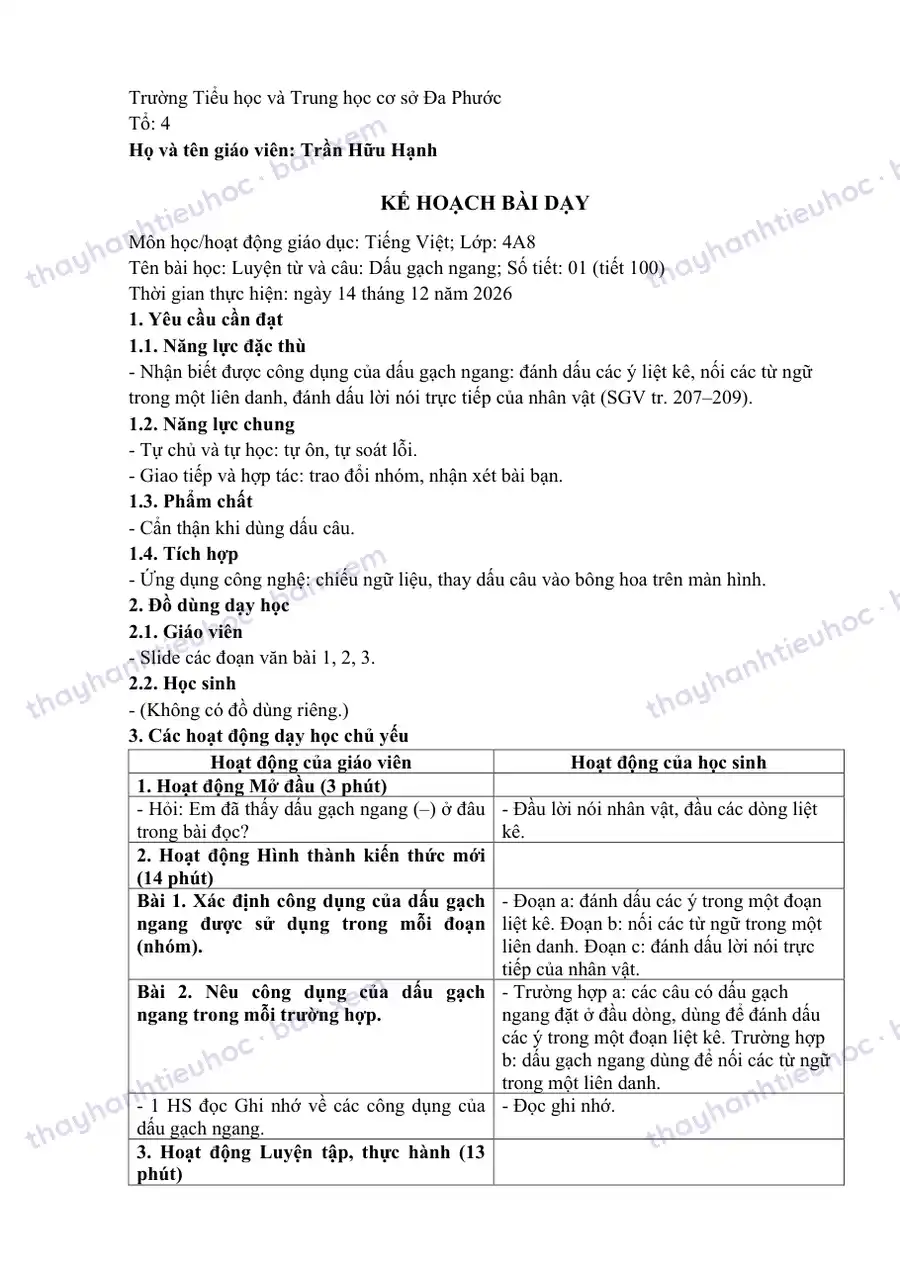 Trường Tiểu học và Trung học cơ sở Đa Phước
Tổ: 4
Họ và tên giáo viên: Trần Hữu Hạnh
KẾ HOẠCH BÀI DẠY
Môn học/hoạt động giáo dục: Tiếng Việt; Lớp: 4A8
Tên bài học: Luyện từ và câu: Dấu gạch ngang; Số tiết: 01 (tiết 100)
Thời gian thực hiện: ngày 14 tháng 12 năm 2026
1. Yêu cầu cần đạt
1.1. Năng lực đặc thù
- Nhận biết được công dụng của dấu gạch ngang: đánh dấu các ý liệt kê, nối các từ ngữ
trong một liên danh, đánh dấu lời nói trực tiếp của nhân vật (SGV tr. 207–209).
1.2. Năng lực chung
- Tự chủ và tự học: tự ôn, tự soát lỗi.
- Giao tiếp và hợp tác: trao đổi nhóm, nhận xét bài bạn.
1.3. Phẩm chất
- Cẩn thận khi dùng dấu câu.
1.4. Tích hợp
- Ứng dụng công nghệ: chiếu ngữ liệu, thay dấu câu vào bông hoa trên màn hình.
2. Đồ dùng dạy học
2.1. Giáo viên
- Slide các đoạn văn bài 1, 2, 3.
2.2. Học sinh
- (Không có đồ dùng riêng.)
3. Các hoạt động dạy học chủ yếu
Hoạt động của giáo viên
Hoạt động của học sinh
1. Hoạt động Mở đầu (3 phút)
- Hỏi: Em đã thấy dấu gạch ngang (–) ở đâu
trong bài đọc?
- Đầu lời nói nhân vật, đầu các dòng liệt
kê.
2. Hoạt động Hình thành kiến thức mới
(14 phút)
Bài 1. Xác định công dụng của dấu gạch
ngang được sử dụng trong mỗi đoạn
(nhóm).
- Đoạn a: đánh dấu các ý trong một đoạn
liệt kê. Đoạn b: nối các từ ngữ trong một
liên danh. Đoạn c: đánh dấu lời nói trực
tiếp của nhân vật.
Bài 2. Nêu công dụng của dấu gạch
ngang trong mỗi trường hợp.
- Trường hợp a: các câu có dấu gạch
ngang đặt ở đầu dòng, dùng để đánh dấu
các ý trong một đoạn liệt kê. Trường hợp
b: dấu gạch ngang dùng để nối các từ ngữ
trong một liên danh.
- 1 HS đọc Ghi nhớ về các công dụng của
dấu gạch ngang.
- Đọc ghi nhớ.
3. Hoạt động Luyện tập, thực hành (13
phút)
thayhanhtieuhoc · bản xem
thayhanhtieuhoc · b
thayhanhtieuhoc · bản xem
thayhanhtieuhoc · b
thayhanhtieuhoc · bản xem
thayhanhtieuhoc · b